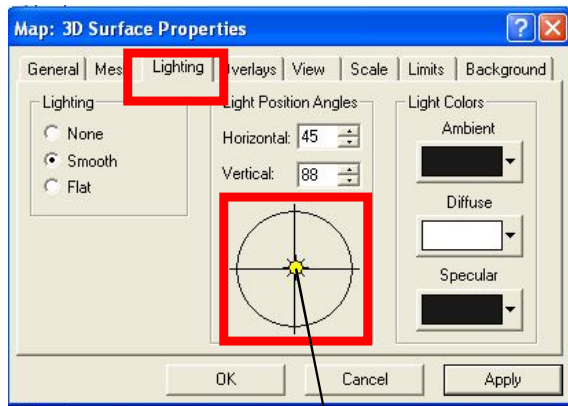 Map: 3D Surface Properties
General Mes Lighting verlays View Scale Limits Background
Lighting
None
Smooth
Flat
Light Position Angles
Horizontal: 45
Vertical: 88
Light Colors
Ambient
Diffuse
Specular
OK Cancel Apply